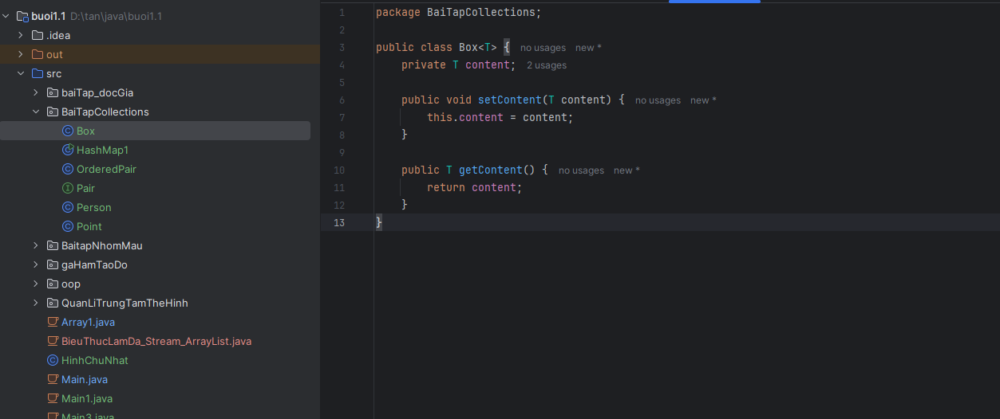 buoi1.1 D:\tan\java\buoi1.1
.idea
out
src
baiTap_docGia
BaiTapCollections
Box
HashMap1
OrderedPair
Pair
Person
Point
BaitapNhomMau
gaHamTaoDo
oop
QuanLiTrungTamTheHinh
Array1.java
BieuThucLamDa_Stream_ArrayList.java
HinhChuNhat
Main.java
Main1.java
Main3.java
1 package BaiTapCollections;
2
3 public class Box<T> { no usages new *
4 private T content; 2 usages
5
6 public void setContent(T content) { no usages new *
7 this.content = content;
8 }
9
10 public T getContent() { no usages new *
11 return content;
12 }
13 }